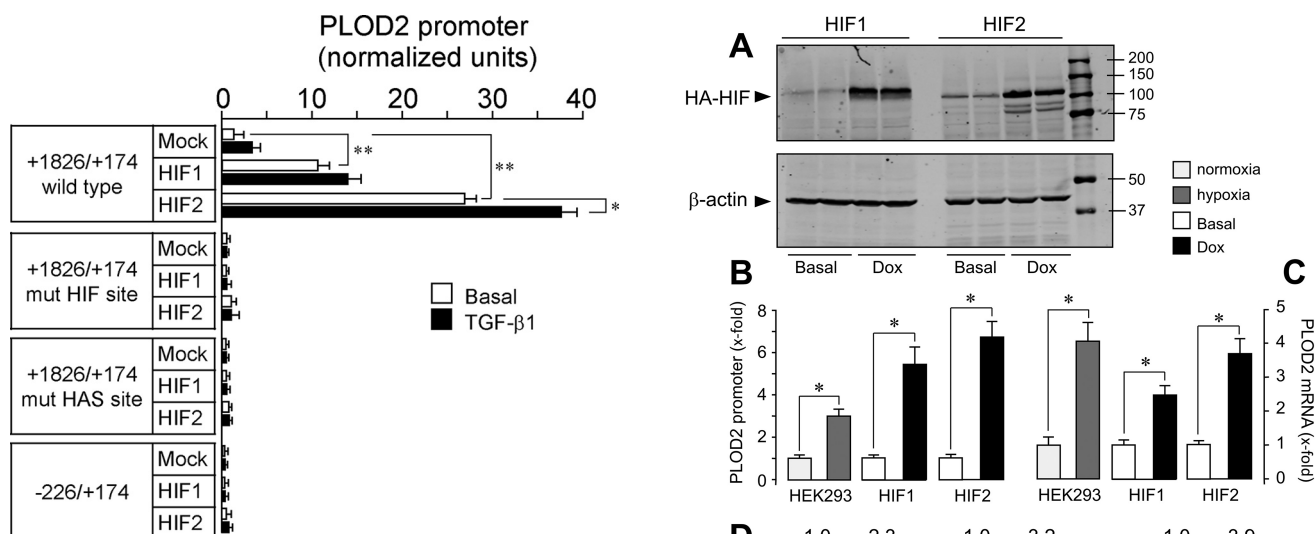 PLOD2 promoter
(normalized units)
0 10 20 30 40
+1826/+174
wild type
Mock
HIF1
HIF2
**
**
*
+1826/+174
mut HIF site
Mock
HIF1
HIF2
+1826/+174
mut HAS site
Mock
HIF1
HIF2
-226/+174
Mock
HIF1
HIF2
Basal
TGF-β1
A
HIF1 HIF2
HA-HIF
200
150
100
75
β-actin
50
37
Basal Dox Basal Dox
normoxia
hypoxia
Basal
Dox
B
PLOD2 promoter (x-fold)
8
6
4
2
0
* * *
HEK293 HIF1 HIF2
C
* * *
HEK293 HIF1 HIF2
5
4
3
2
1
0
PLOD2 mRNA (x-fold)
D